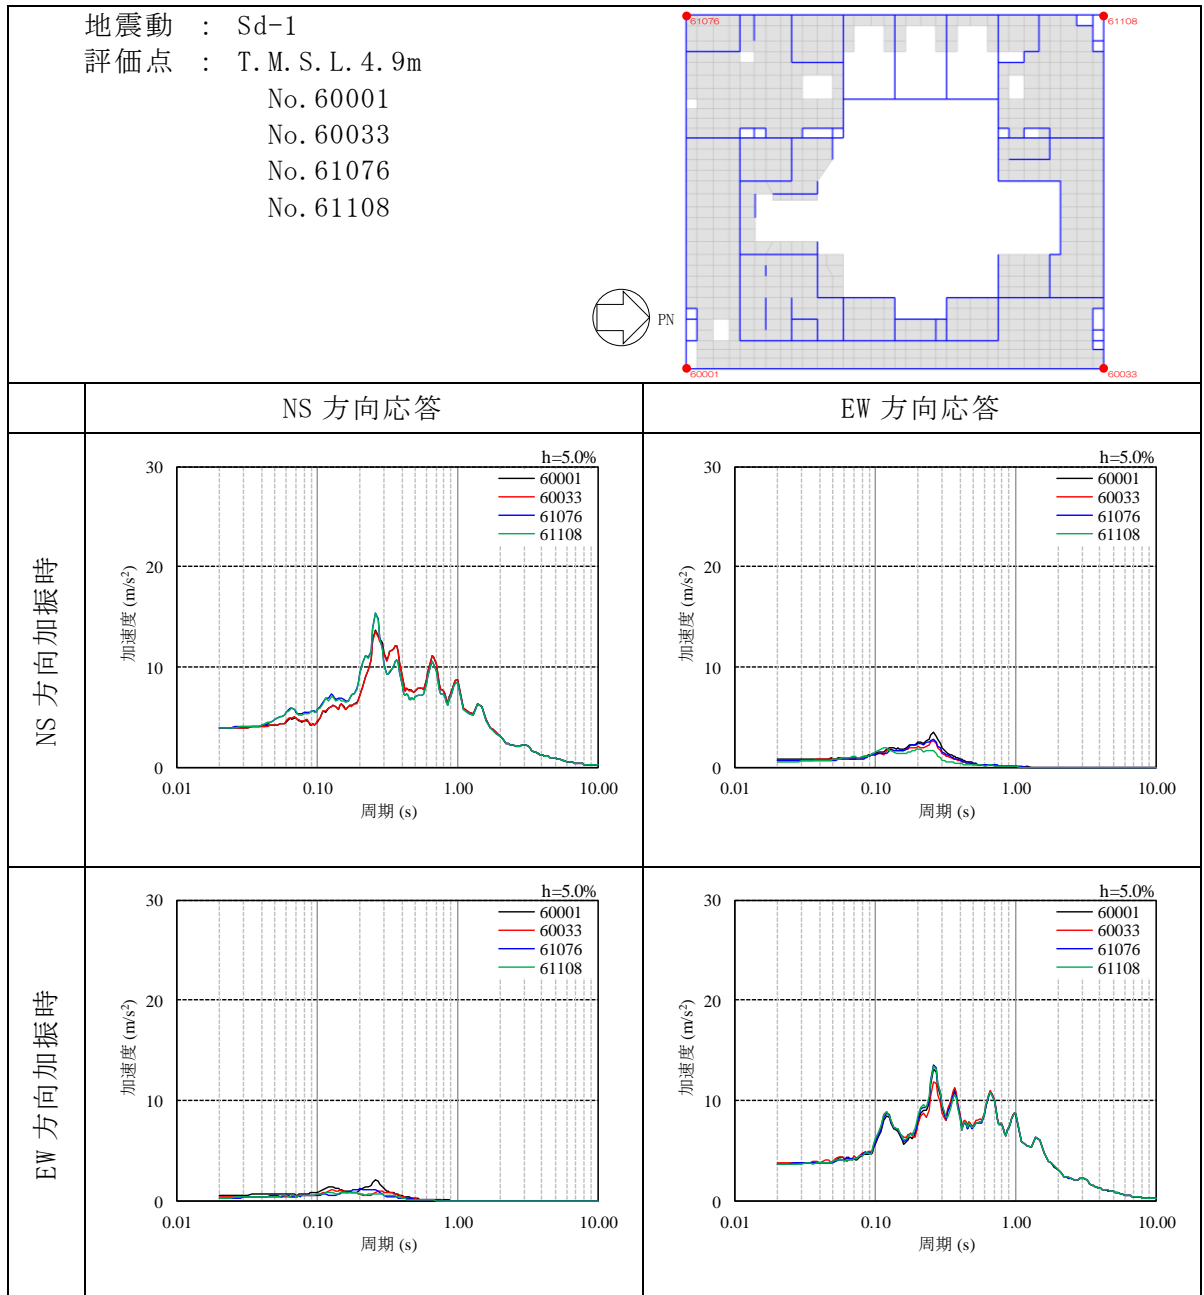 地震動 : Sd-1
評価点 : T.M.S.L.4.9m
No.60001
No.60033
No.61076
No.61108
61076
61108
PN
60001
60033
NS 方向応答
EW 方向応答
NS 方向加振時
h=5.0%
60001
60033
61076
61108
30
20
10
0
加速度 (m/s²)
0.01
0.10
1.00
10.00
周期 (s)
h=5.0%
60001
60033
61076
61108
30
20
10
0
加速度 (m/s²)
0.01
0.10
1.00
10.00
周期 (s)
EW 方向加振時
h=5.0%
60001
60033
61076
61108
30
20
10
0
加速度 (m/s²)
0.01
0.10
1.00
10.00
周期 (s)
h=5.0%
60001
60033
61076
61108
30
20
10
0
加速度 (m/s²)
0.01
0.10
1.00
10.00
周期 (s)